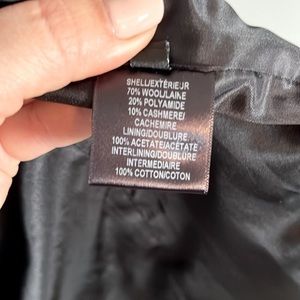 SHELL/EXTÉRIEUR
70% WOOL/LAINE
20% POLYAMIDE
10% CASHMERE/
CACHEMIRE
LINING/DOUBLURE
100% ACETATE/ACÉTATE
INTERLINING/DOUBLURE
INTERMEDIAIRE
100% COTTON/COTON